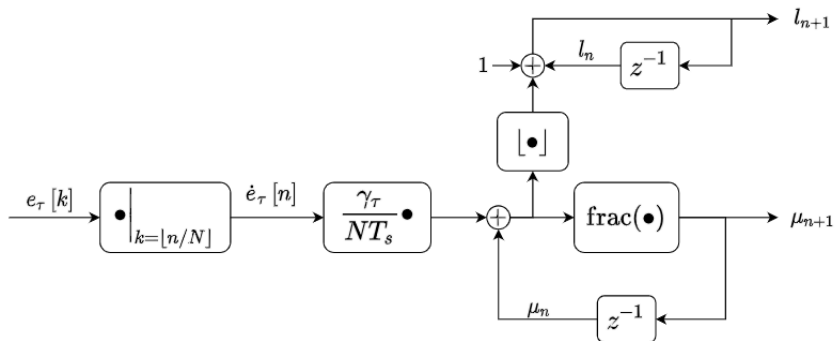 l_{n+1}
l_n
1
z^{-1}
⌊•⌋
e_τ[k]
•|_{k=⌊n/N⌋}
ė_τ[n]
γ_τ/NT_s •
frac(•)
μ_{n+1}
μ_n
z^{-1}